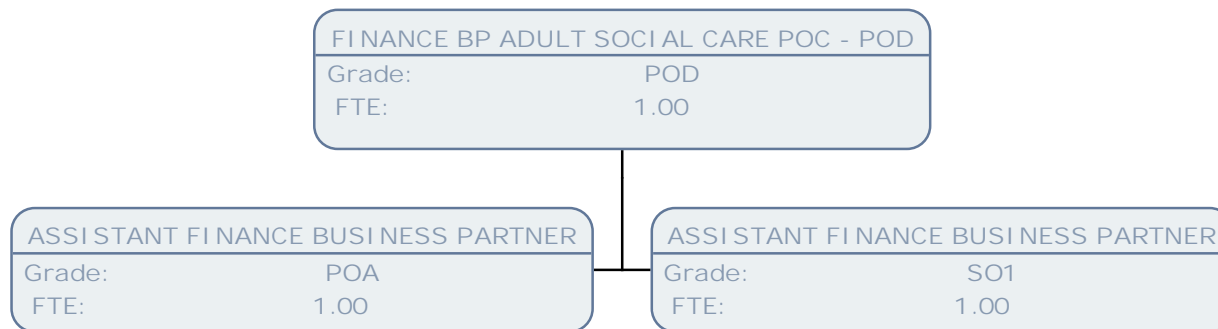 FINANCE BP ADULT SOCIAL CARE POC - POD
Grade: POD
FTE: 1.00
ASSISTANT FINANCE BUSINESS PARTNER
Grade: POA
FTE: 1.00
ASSISTANT FINANCE BUSINESS PARTNER
Grade: SO1
FTE: 1.00